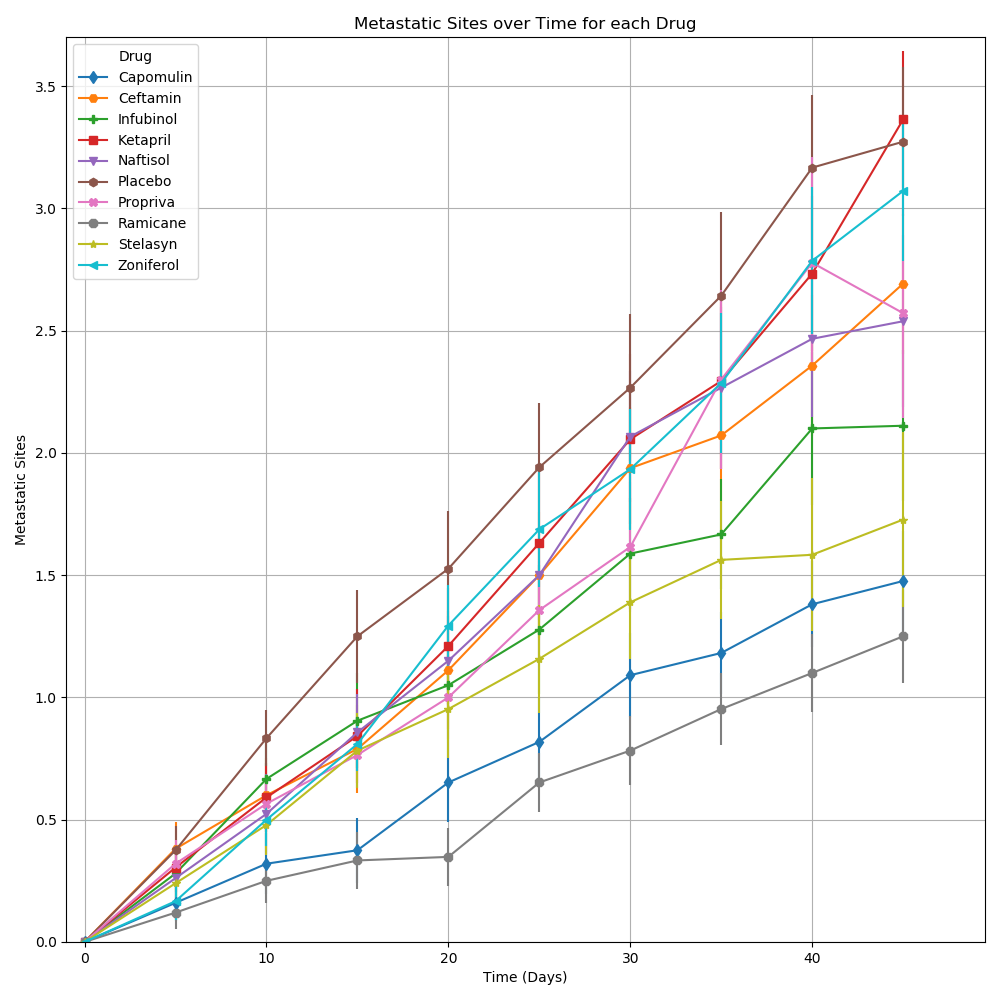 Metastatic Sites over Time for each Drug
Drug
Capomulin
Ceftamin
Infubinol
Ketapril
Naftisol
Placebo
Propriva
Ramicane
Stelasyn
Zoniferol
Metastatic Sites
3.5
3.0
2.5
2.0
1.5
1.0
0.5
0.0
0
10
20
30
40
Time (Days)